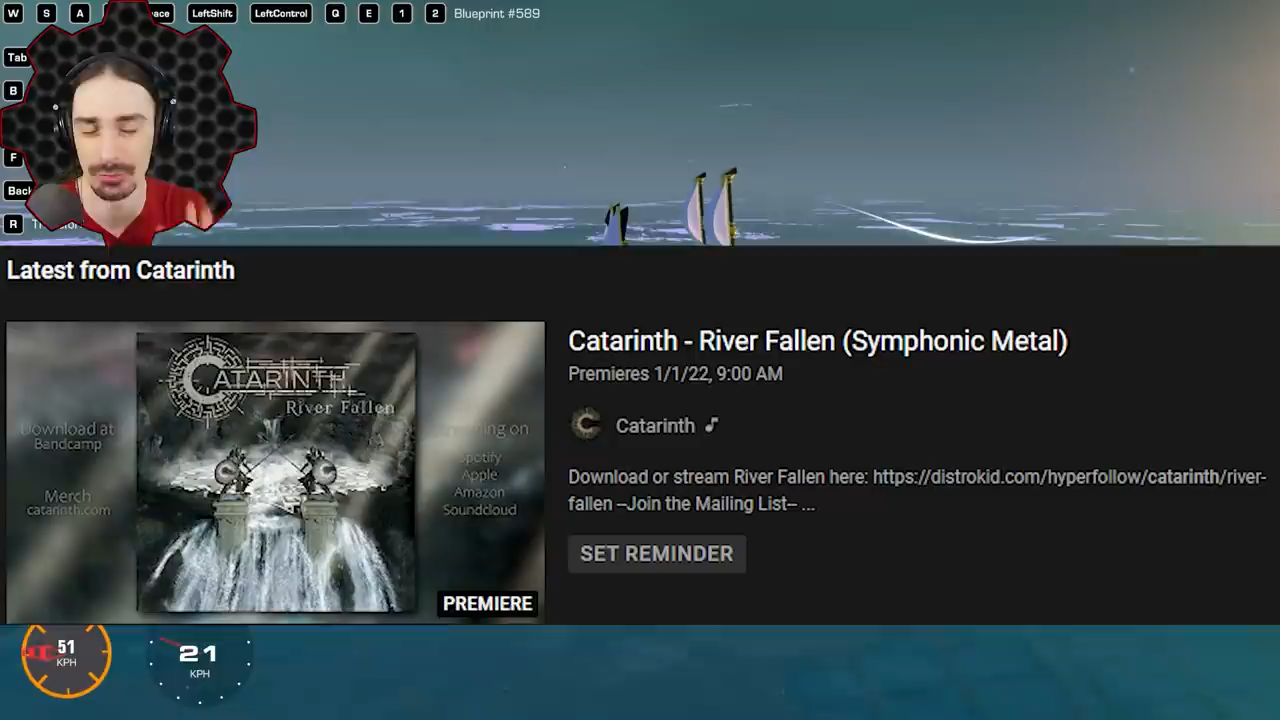 W S A LeftShift LeftControl Q E 1 2 Blueprint #589
Tab
B
F
Back
R
Latest from Catarinth
CATARINTH
River Fallen
Download at
Bandcamp
Merch
catarinth.com
Spotify
Apple
Amazon
Soundcloud
PREMIERE
Catarinth - River Fallen (Symphonic Metal)
Premieres 1/1/22, 9:00 AM
Catarinth
Download or stream River Fallen here: https://distrokid.com/hyperfollow/catarinth/river-
fallen --Join the Mailing List-- ...
SET REMINDER
51
KPH
21
KPH